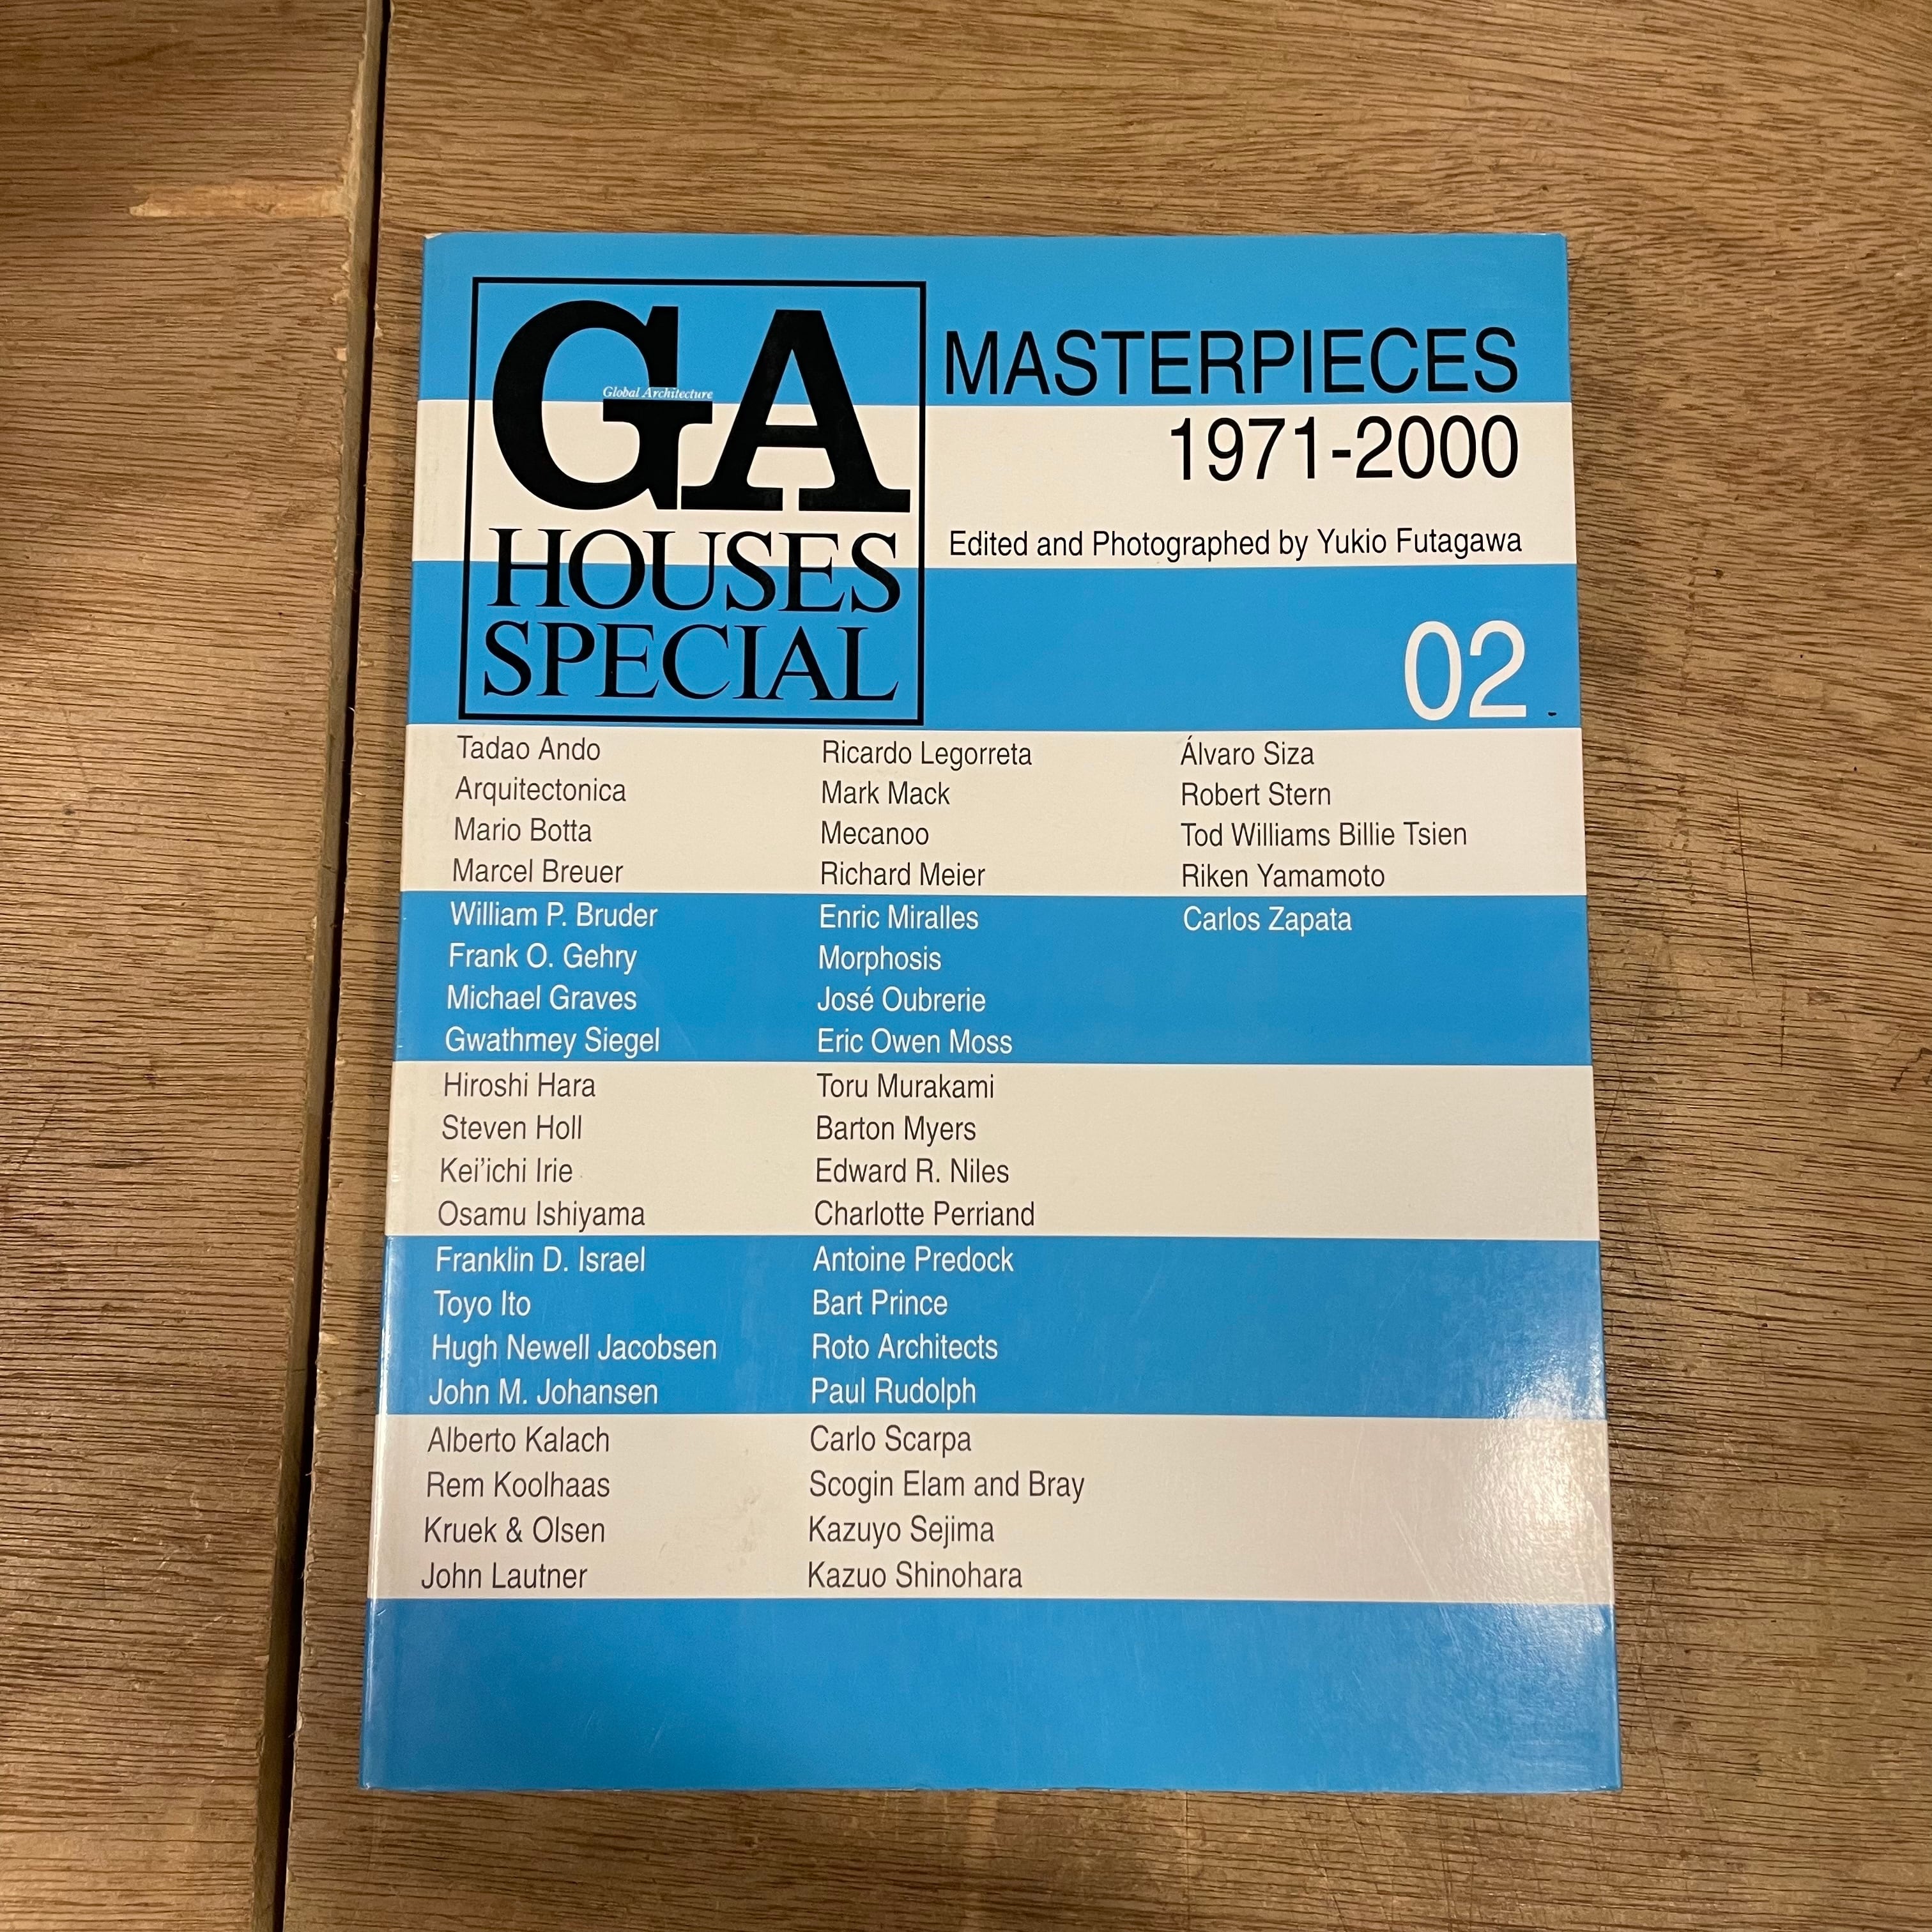 GA
Global Architecture
HOUSES
SPECIAL
MASTERPIECES
1971-2000
Edited and Photographed by Yukio Futagawa
02
Tadao Ando
Arquitectonica
Mario Botta
Marcel Breuer
William P. Bruder
Frank O. Gehry
Michael Graves
Gwathmey Siegel
Hiroshi Hara
Steven Holl
Kei'ichi Irie
Osamu Ishiyama
Franklin D. Israel
Toyo Ito
Hugh Newell Jacobsen
John M. Johansen
Alberto Kalach
Rem Koolhaas
Kruek & Olsen
John Lautner
Ricardo Legorreta
Mark Mack
Mecanoo
Richard Meier
Enric Miralles
Morphosis
José Oubrerie
Eric Owen Moss
Toru Murakami
Barton Myers
Edward R. Niles
Charlotte Perriand
Antoine Predock
Bart Prince
Roto Architects
Paul Rudolph
Carlo Scarpa
Scogin Elam and Bray
Kazuyo Sejima
Kazuo Shinohara
Álvaro Siza
Robert Stern
Tod Williams Billie Tsien
Riken Yamamoto
Carlos Zapata